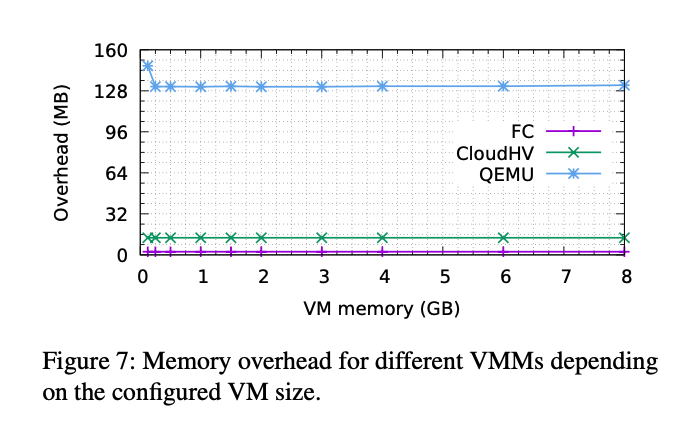 160
128
96
64
32
0
Overhead (MB)
FC
CloudHV
QEMU
0 1 2 3 4 5 6 7 8
VM memory (GB)
Figure 7: Memory overhead for different VMMs depending
on the configured VM size.